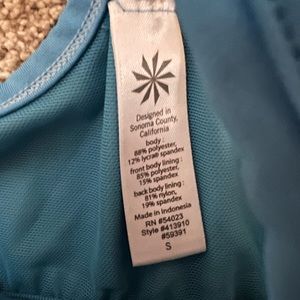 Designed in
Sonoma County,
California
body :
88% polyester,
12% lycra® spandex
front body lining :
85% polyester,
15% spandex
back body lining :
81% nylon,
19% spandex
Made in Indonesia
RN #54023
Style #413910
#59391
S